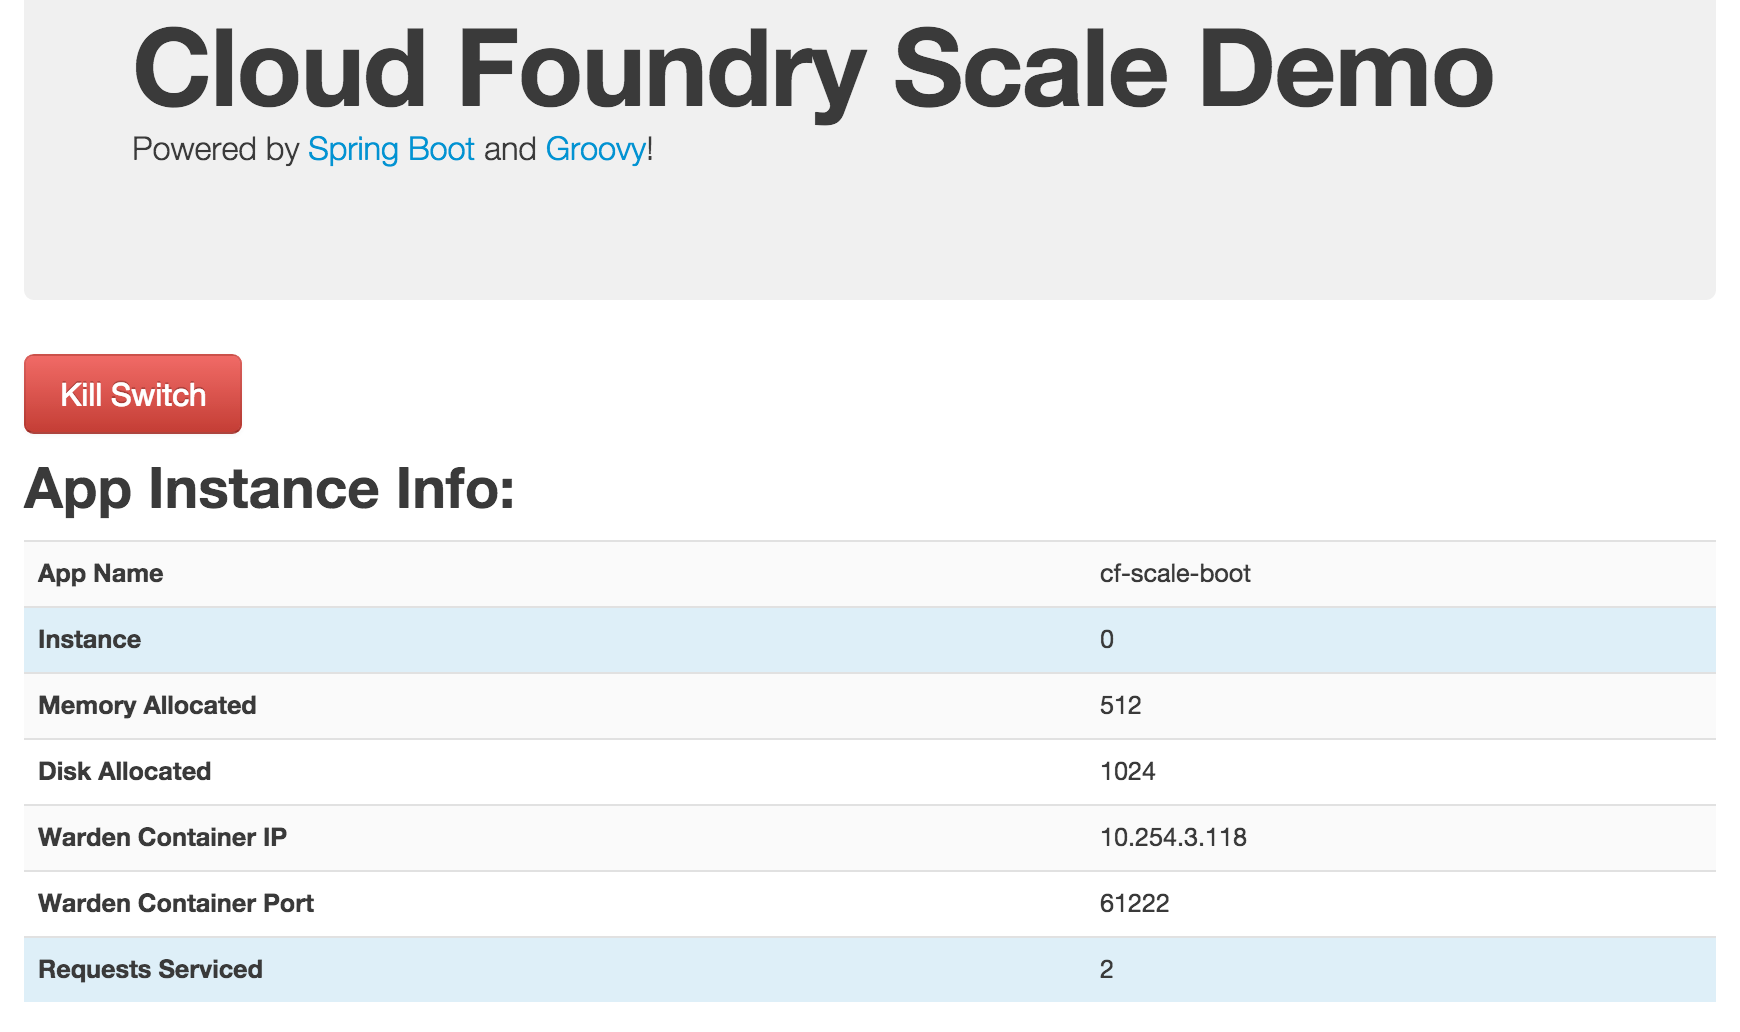 Cloud Foundry Scale Demo
Powered by Spring Boot and Groovy!
Kill Switch
App Instance Info:
App Name cf-scale-boot
Instance 0
Memory Allocated 512
Disk Allocated 1024
Warden Container IP 10.254.3.118
Warden Container Port 61222
Requests Serviced 2